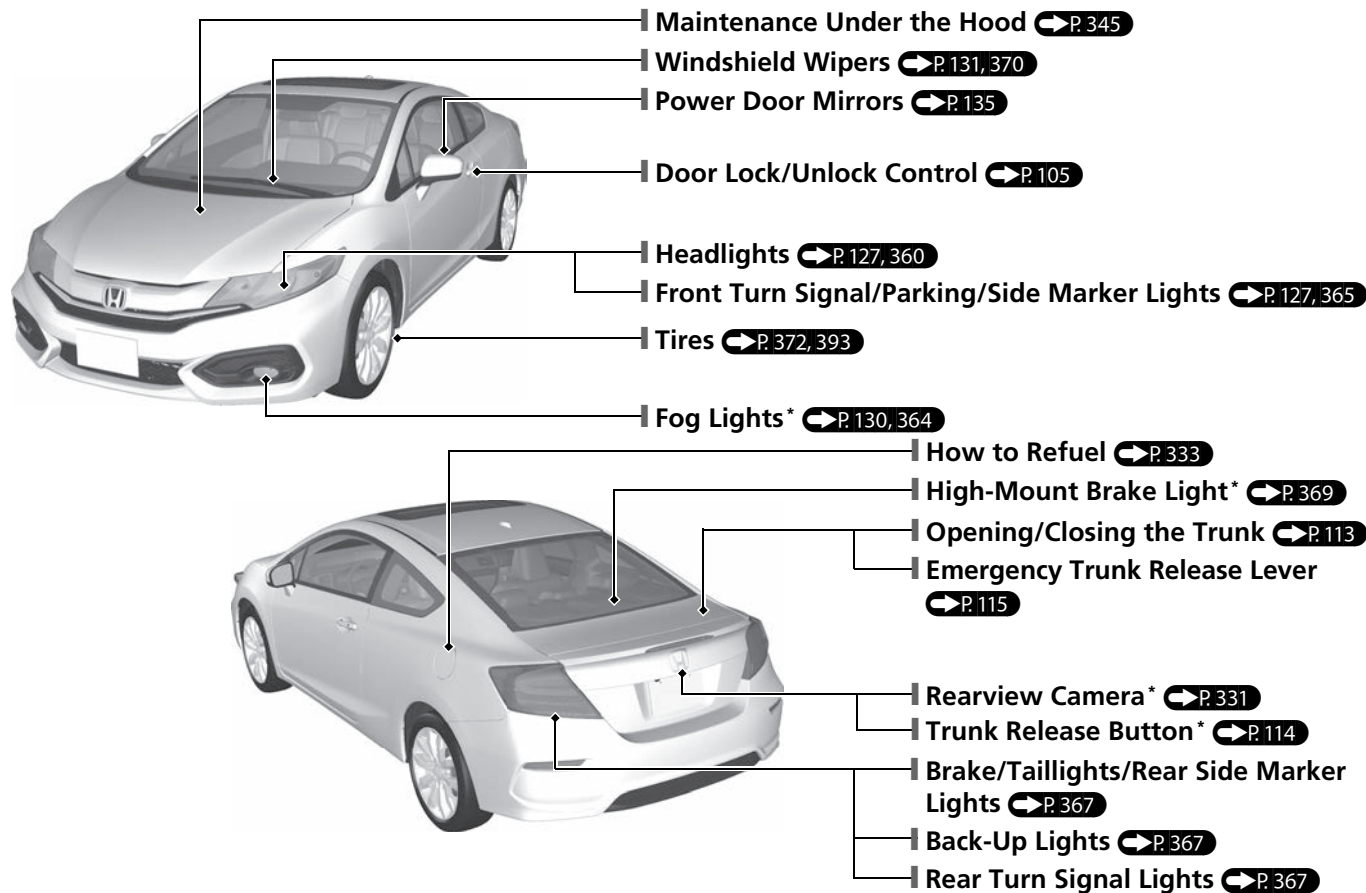 Maintenance Under the Hood P. 345
Windshield Wipers P. 131, 370
Power Door Mirrors P. 135
Door Lock/Unlock Control P. 105
Headlights P. 127, 360
Front Turn Signal/Parking/Side Marker Lights P. 127, 365
Tires P. 372, 393
Fog Lights* P. 130, 364
How to Refuel P. 333
High-Mount Brake Light* P. 369
Opening/Closing the Trunk P. 113
Emergency Trunk Release Lever
P. 115
Rearview Camera* P. 331
Trunk Release Button* P. 114
Brake/Taillights/Rear Side Marker
Lights P. 367
Back-Up Lights P. 367
Rear Turn Signal Lights P. 367